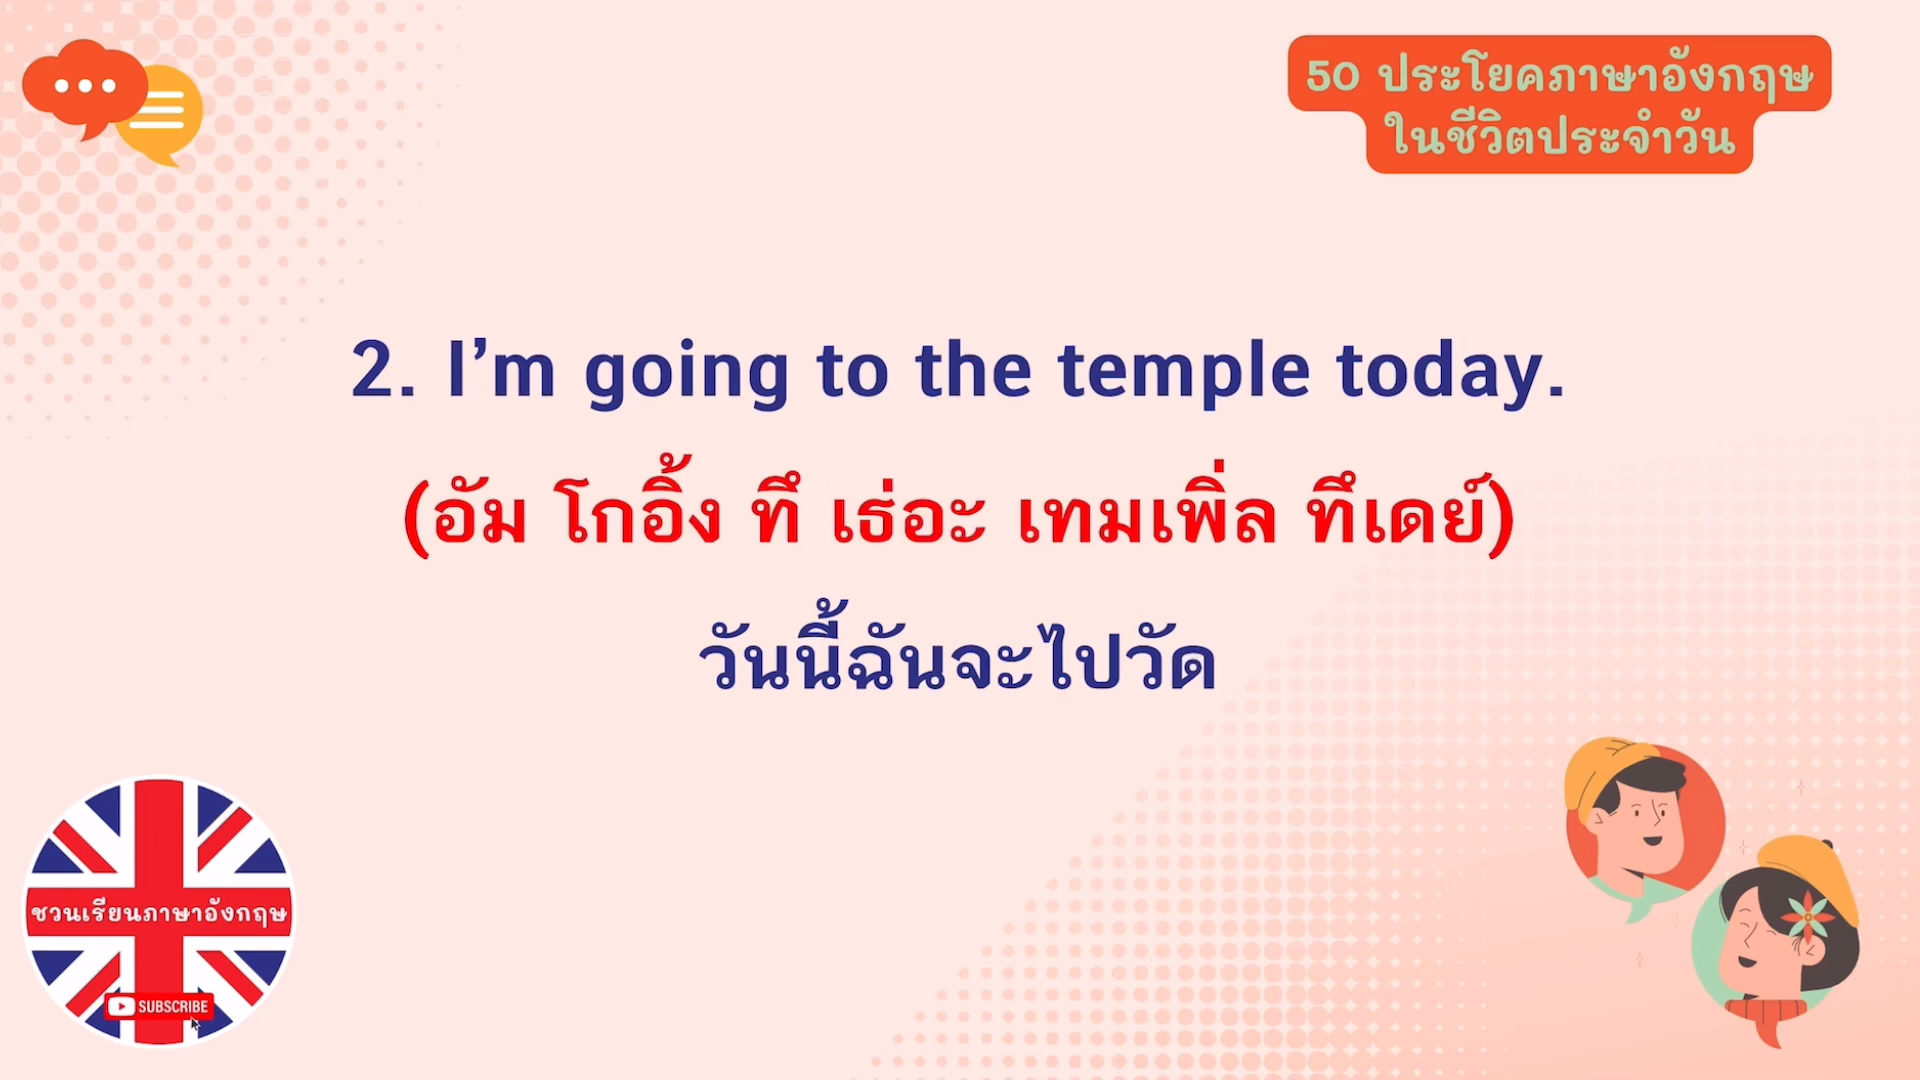 50 ประโยคภาษาอังกฤษ
ในชีวิตประจำวัน
2. I’m going to the temple today.
(อัม โกอิ้ง ทึ เธ่อะ เทมเพิ่ล ทึเดย์)
วันนี้ฉันจะไปวัด
ชวนเรียนภาษาอังกฤษ
SUBSCRIBE